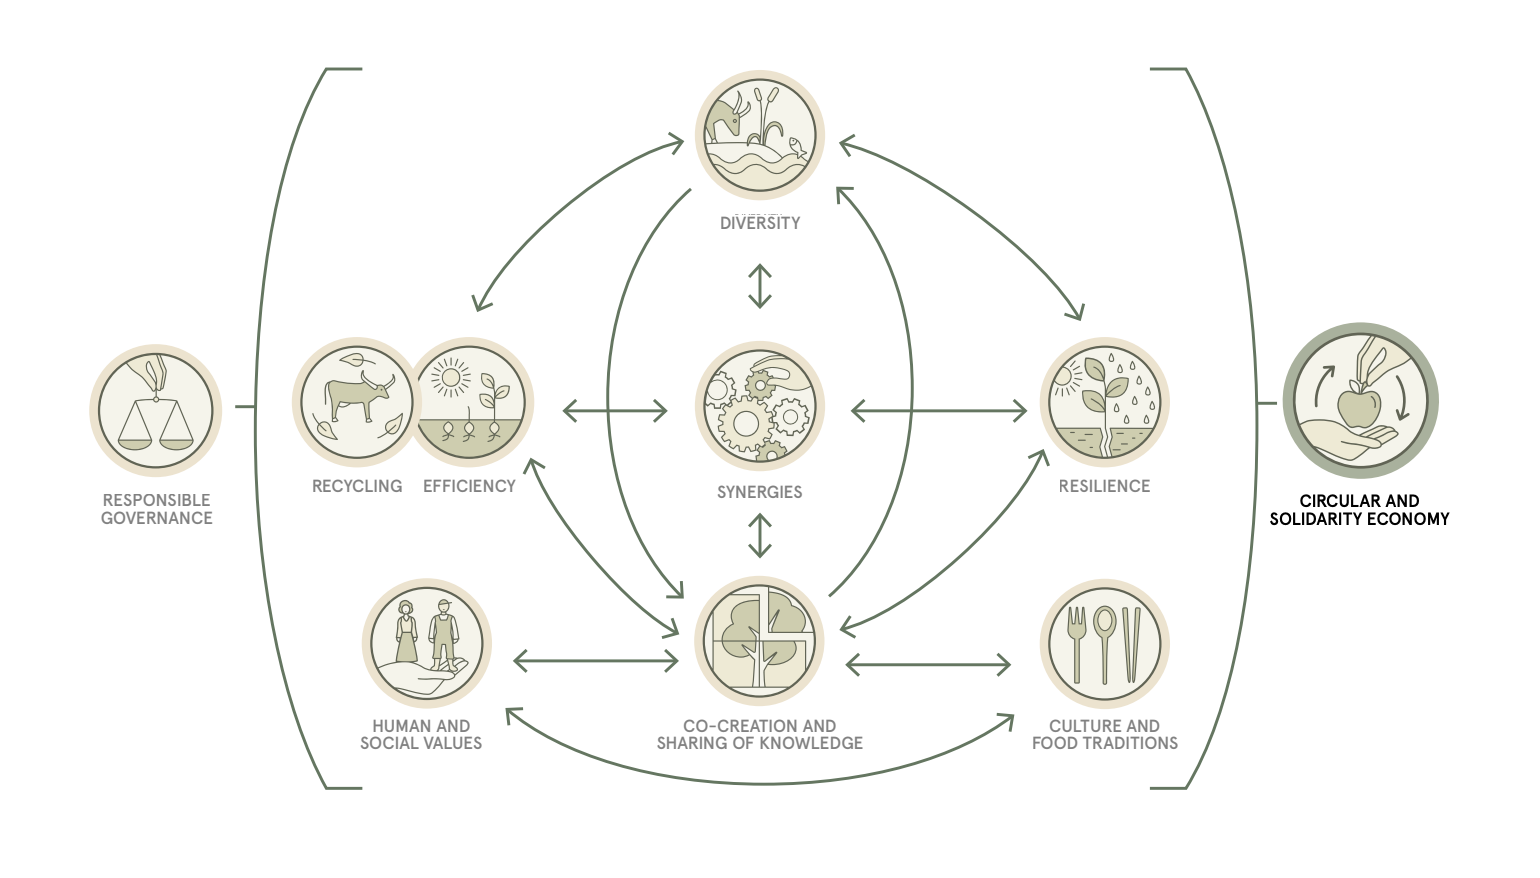 DIVERSITY
RECYCLING
EFFICIENCY
SYNERGIES
RESILIENCE
RESPONSIBLE
GOVERNANCE
CIRCULAR AND
SOLIDARITY ECONOMY
HUMAN AND
SOCIAL VALUES
CO-CREATION AND
SHARING OF KNOWLEDGE
CULTURE AND
FOOD TRADITIONS